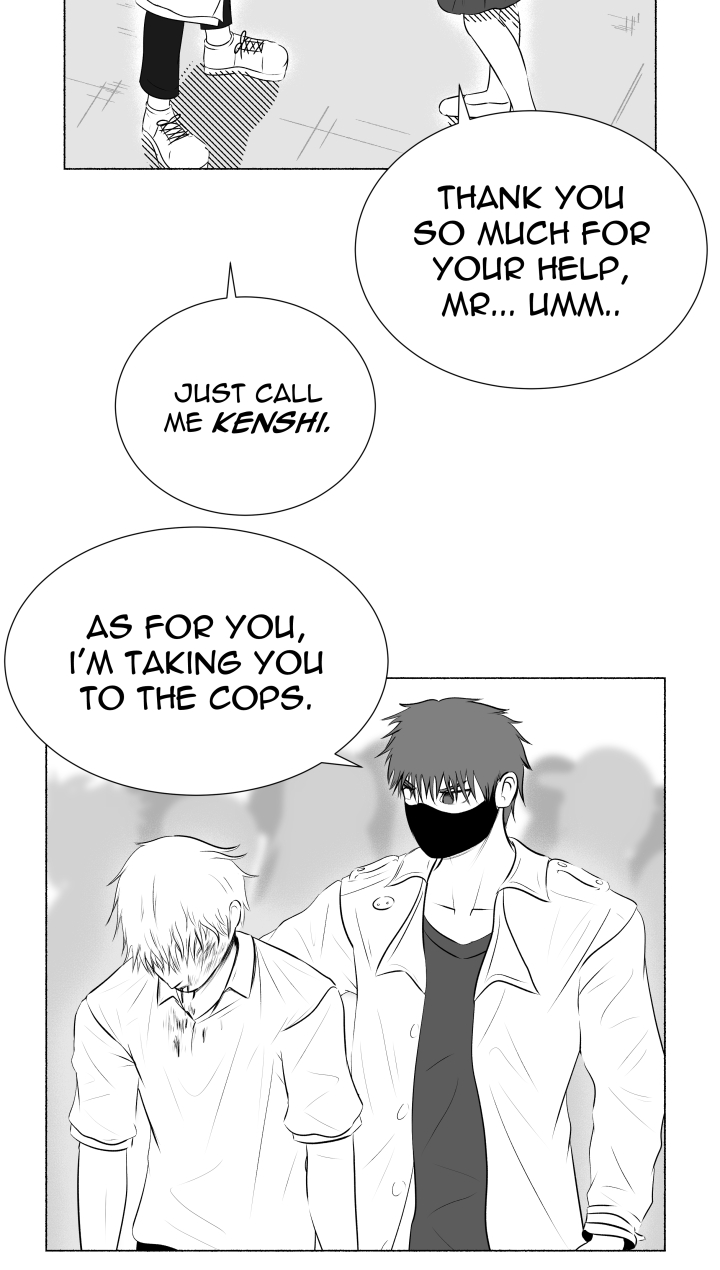 THANK YOU
SO MUCH FOR
YOUR HELP,
MR... UMM..
JUST CALL
ME KENSHI.
AS FOR YOU,
I'M TAKING YOU
TO THE COPS.